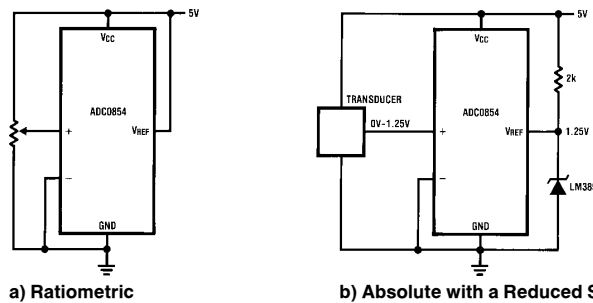 5V
VCC
ADC0854
+
VREF
−
GND
a) Ratiometric
5V
VCC
2k
TRANSDUCER
ADC0854
0V–1.25V
+
VREF
1.25V
−
GND
b) Absolute with a Reduced